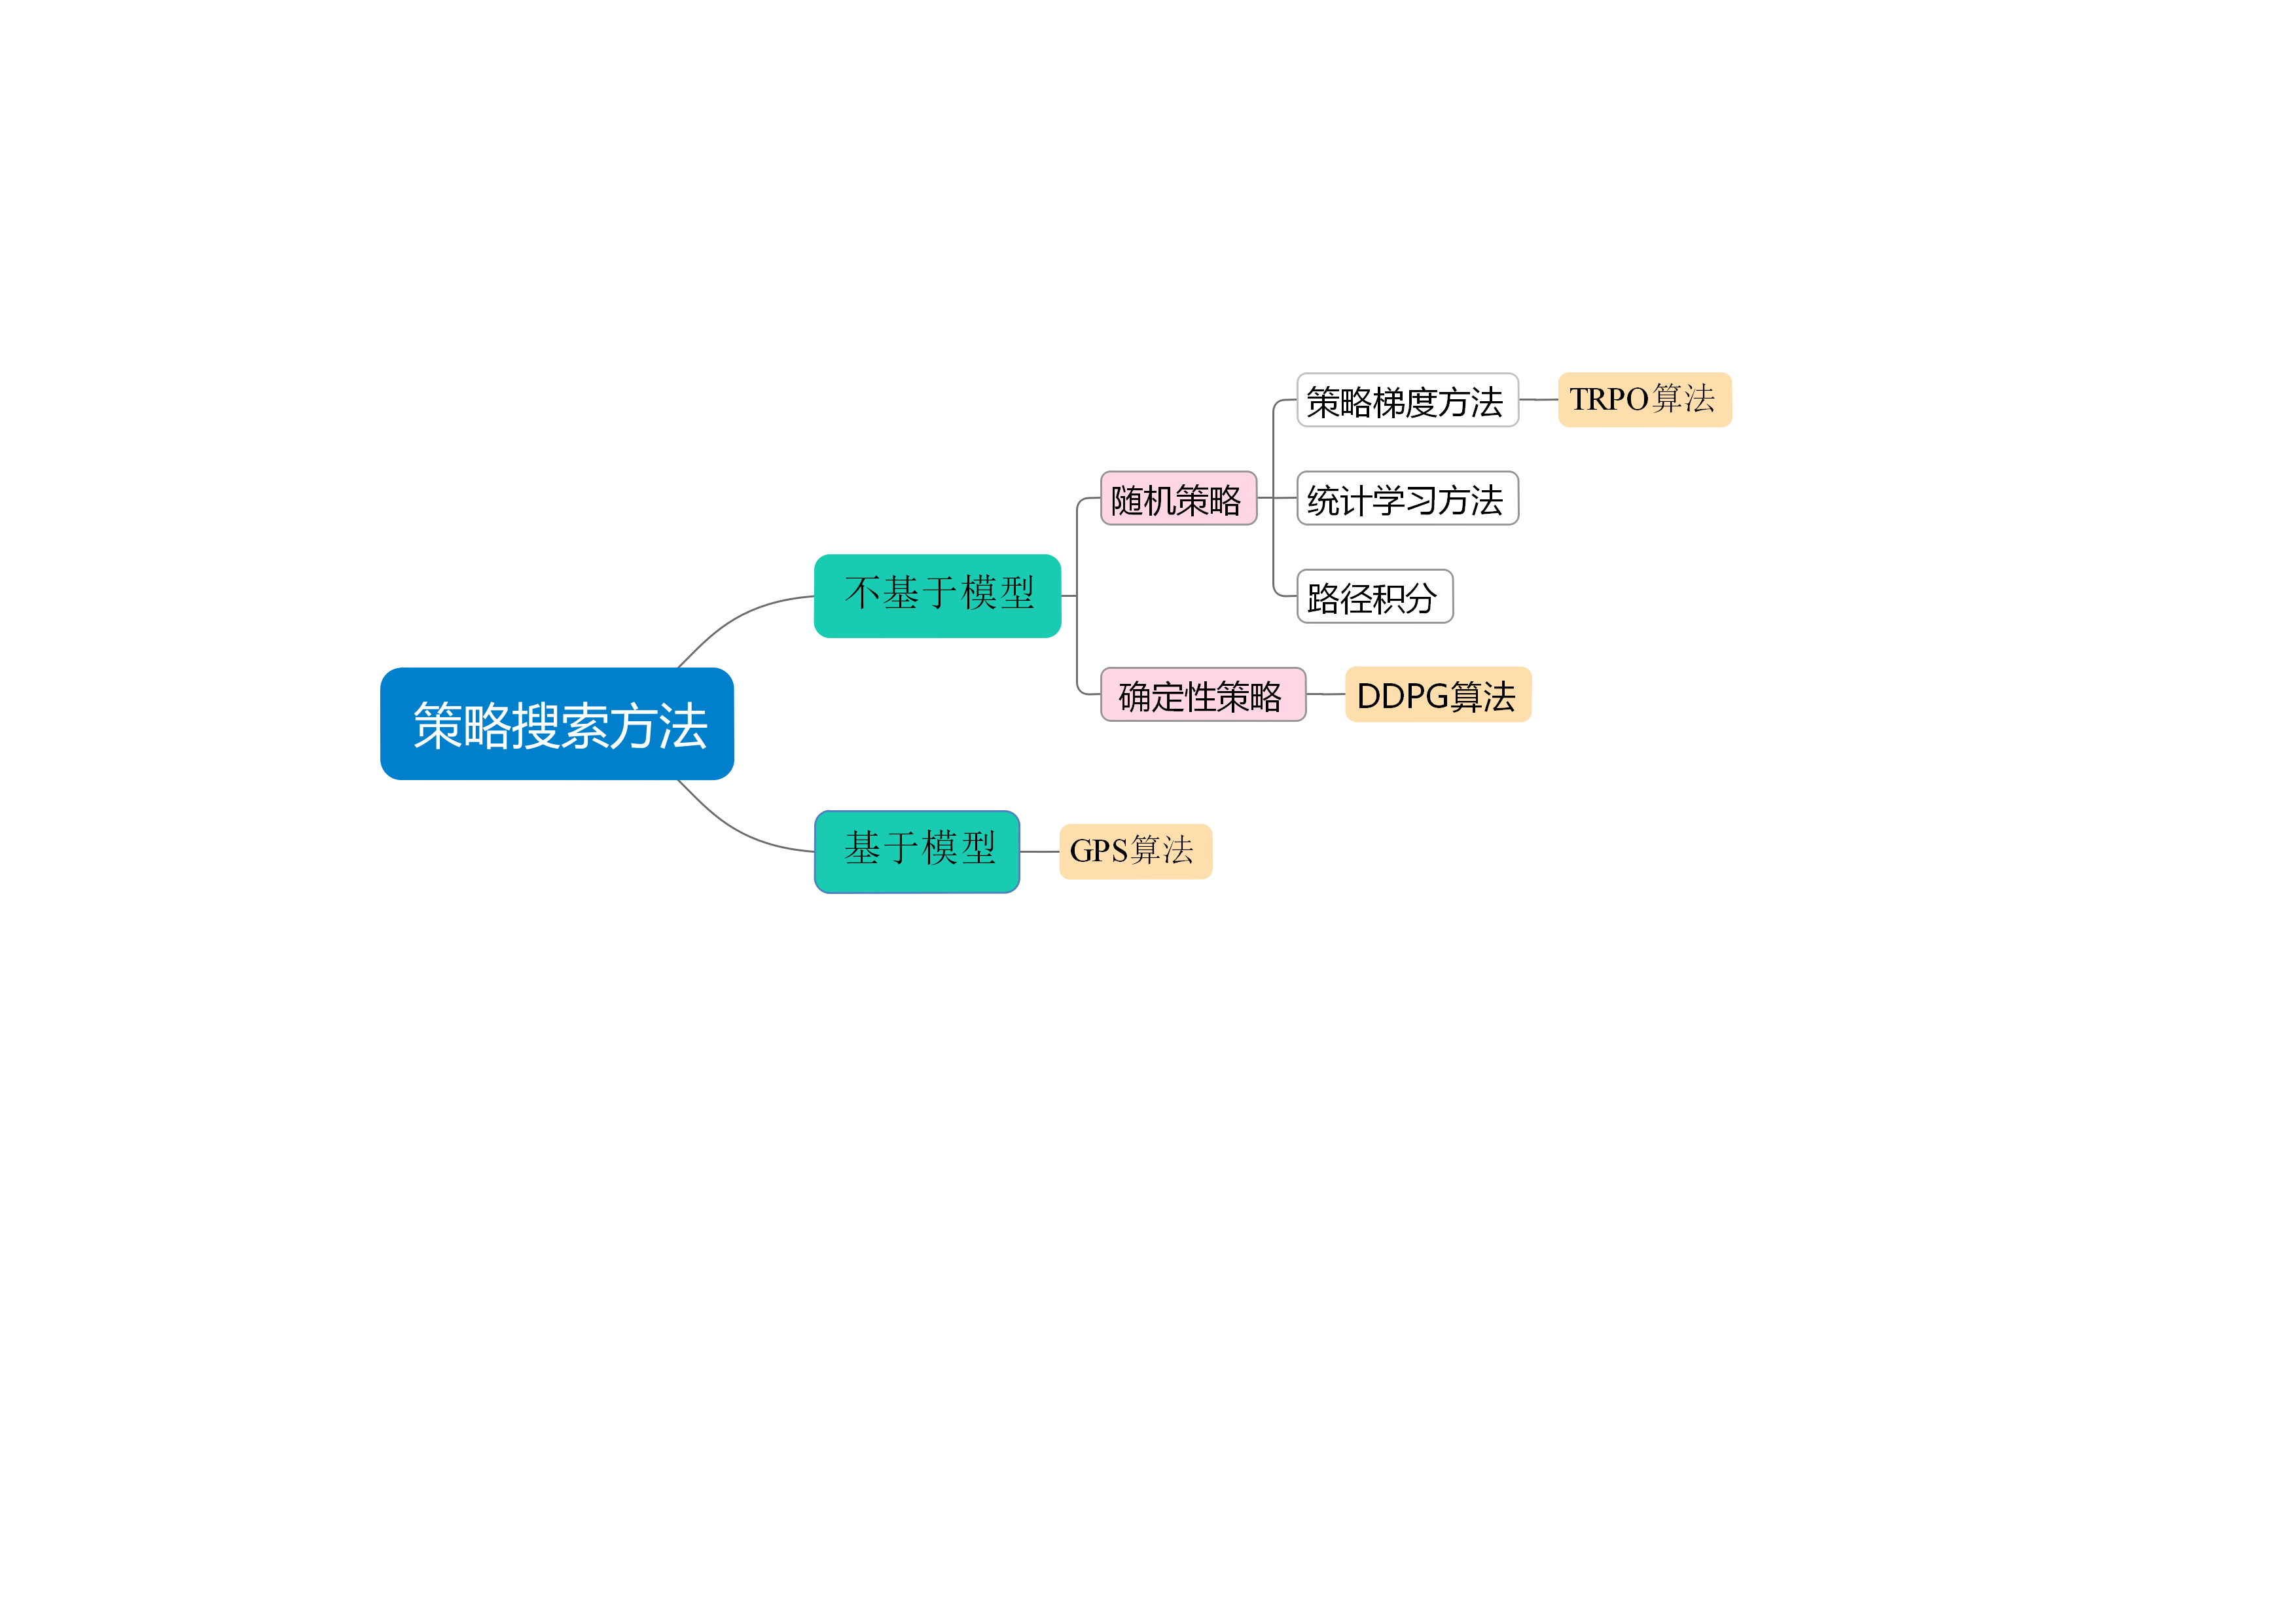 策略搜索方法
不基于模型
随机策略
策略梯度方法
TRPO算法
统计学习方法
路径积分
确定性策略
DDPG算法
基于模型
GPS算法